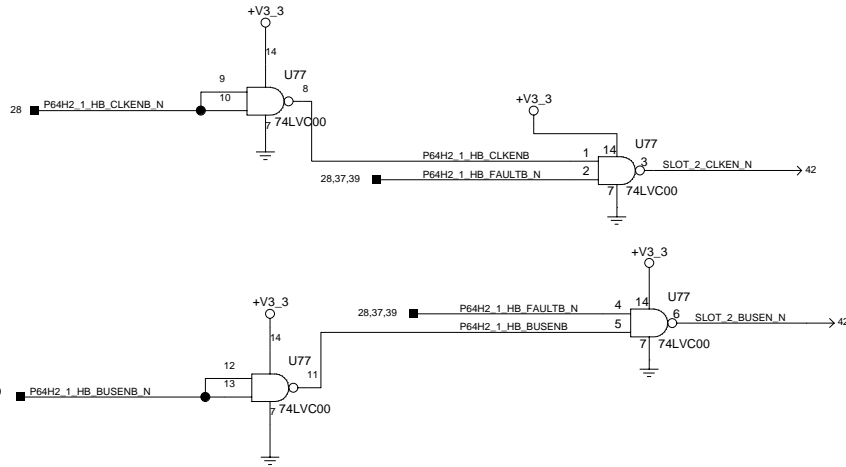 +V3_3
14
U77
9
8
10
28 P64H2_1_HB_CLKENB_N
7 74LVC00
+V3_3
14 U77
P64H2_1_HB_CLKENB 1
3 SLOT_2_CLKEN_N 42
28,37,39 P64H2_1_HB_FAULTB_N 2
7 74LVC00
+V3_3
14 U77
28,37,39 P64H2_1_HB_FAULTB_N 4
6 SLOT_2_BUSEN_N 42
P64H2_1_HB_BUSENB 5
7 74LVC00
+V3_3
14
U77
12
11
13
P64H2_1_HB_BUSENB_N
7 74LVC00